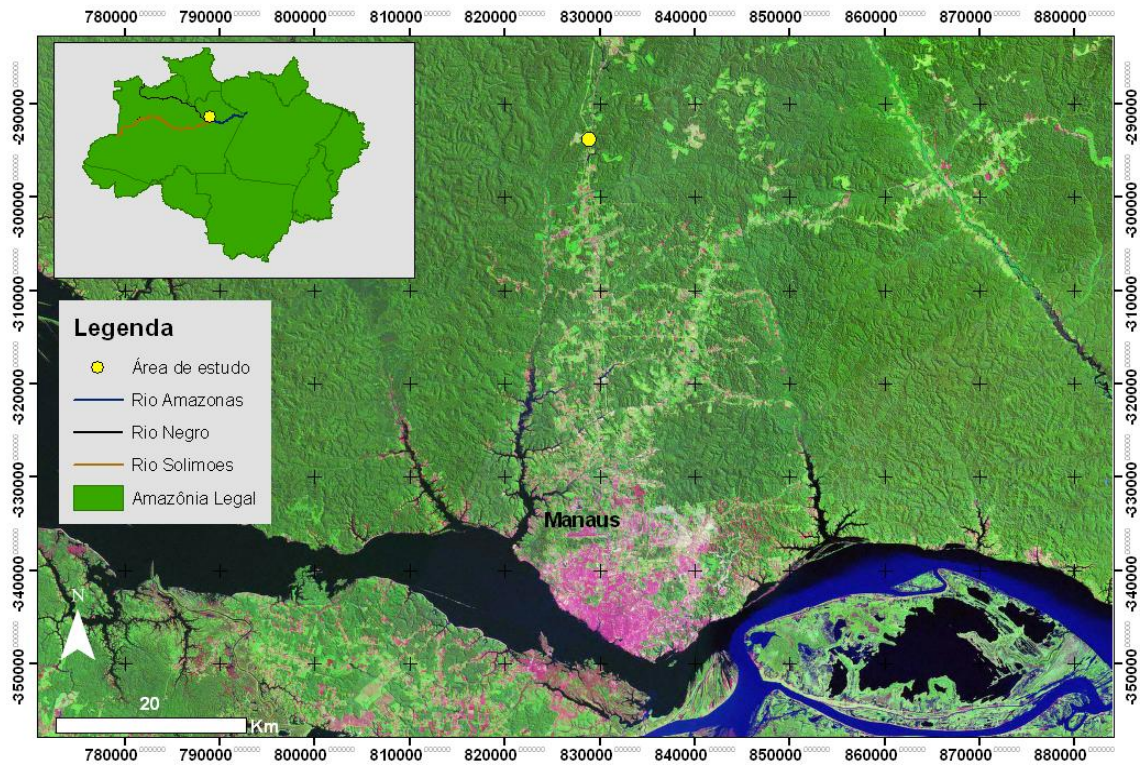 780000 790000 800000 810000 820000 830000 840000 850000 860000 870000 880000
-290000
-300000
-310000
-320000
-330000
-340000
-350000
Legenda
Área de estudo
Rio Amazonas
Rio Negro
Rio Solimoes
Amazônia Legal
Manaus
N
20
Km
-290000
-300000
-310000
-320000
-330000
-340000
-350000
780000 790000 800000 810000 820000 830000 840000 850000 860000 870000 880000